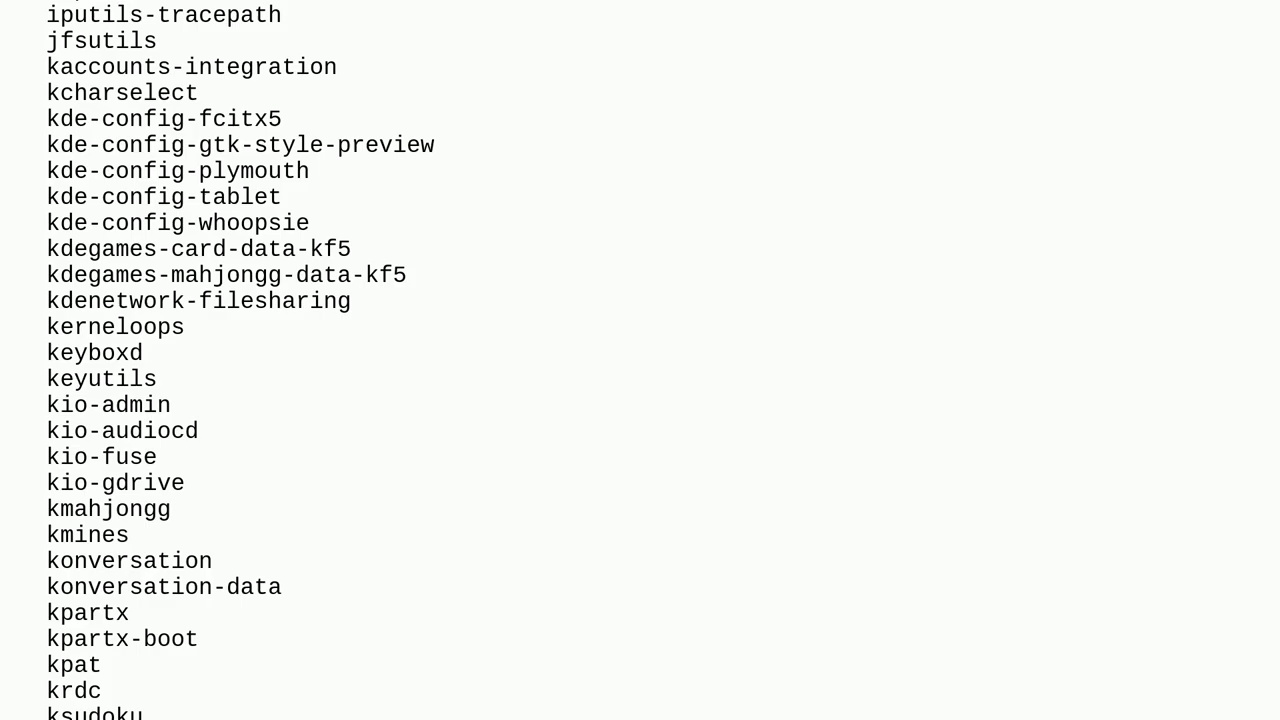 iputils-tracepath
jfsutils
kaccounts-integration
kcharselect
kde-config-fcitx5
kde-config-gtk-style-preview
kde-config-plymouth
kde-config-tablet
kde-config-whoopsie
kdegames-card-data-kf5
kdegames-mahjongg-data-kf5
kdenetwork-filesharing
kerneloops
keyboxd
keyutils
kio-admin
kio-audiocd
kio-fuse
kio-gdrive
kmahjongg
kmines
konversation
konversation-data
kpartx
kpartx-boot
kpat
krdc
ksudoku